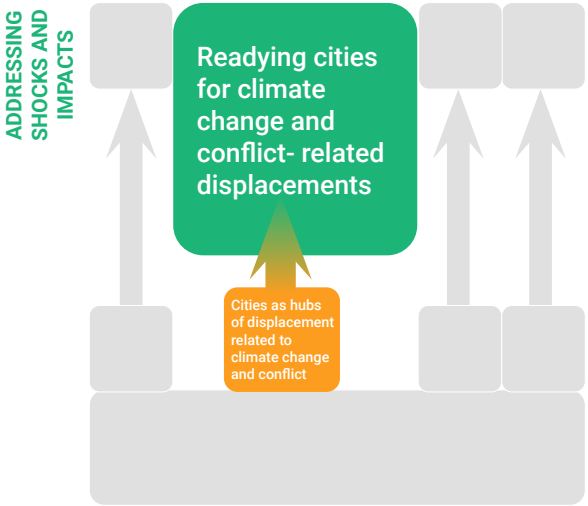 ADDRESSING
SHOCKS AND
IMPACTS
Readying cities
for climate
change and
conflict- related
displacements
Cities as hubs
of displacement
related to
climate change
and conflict